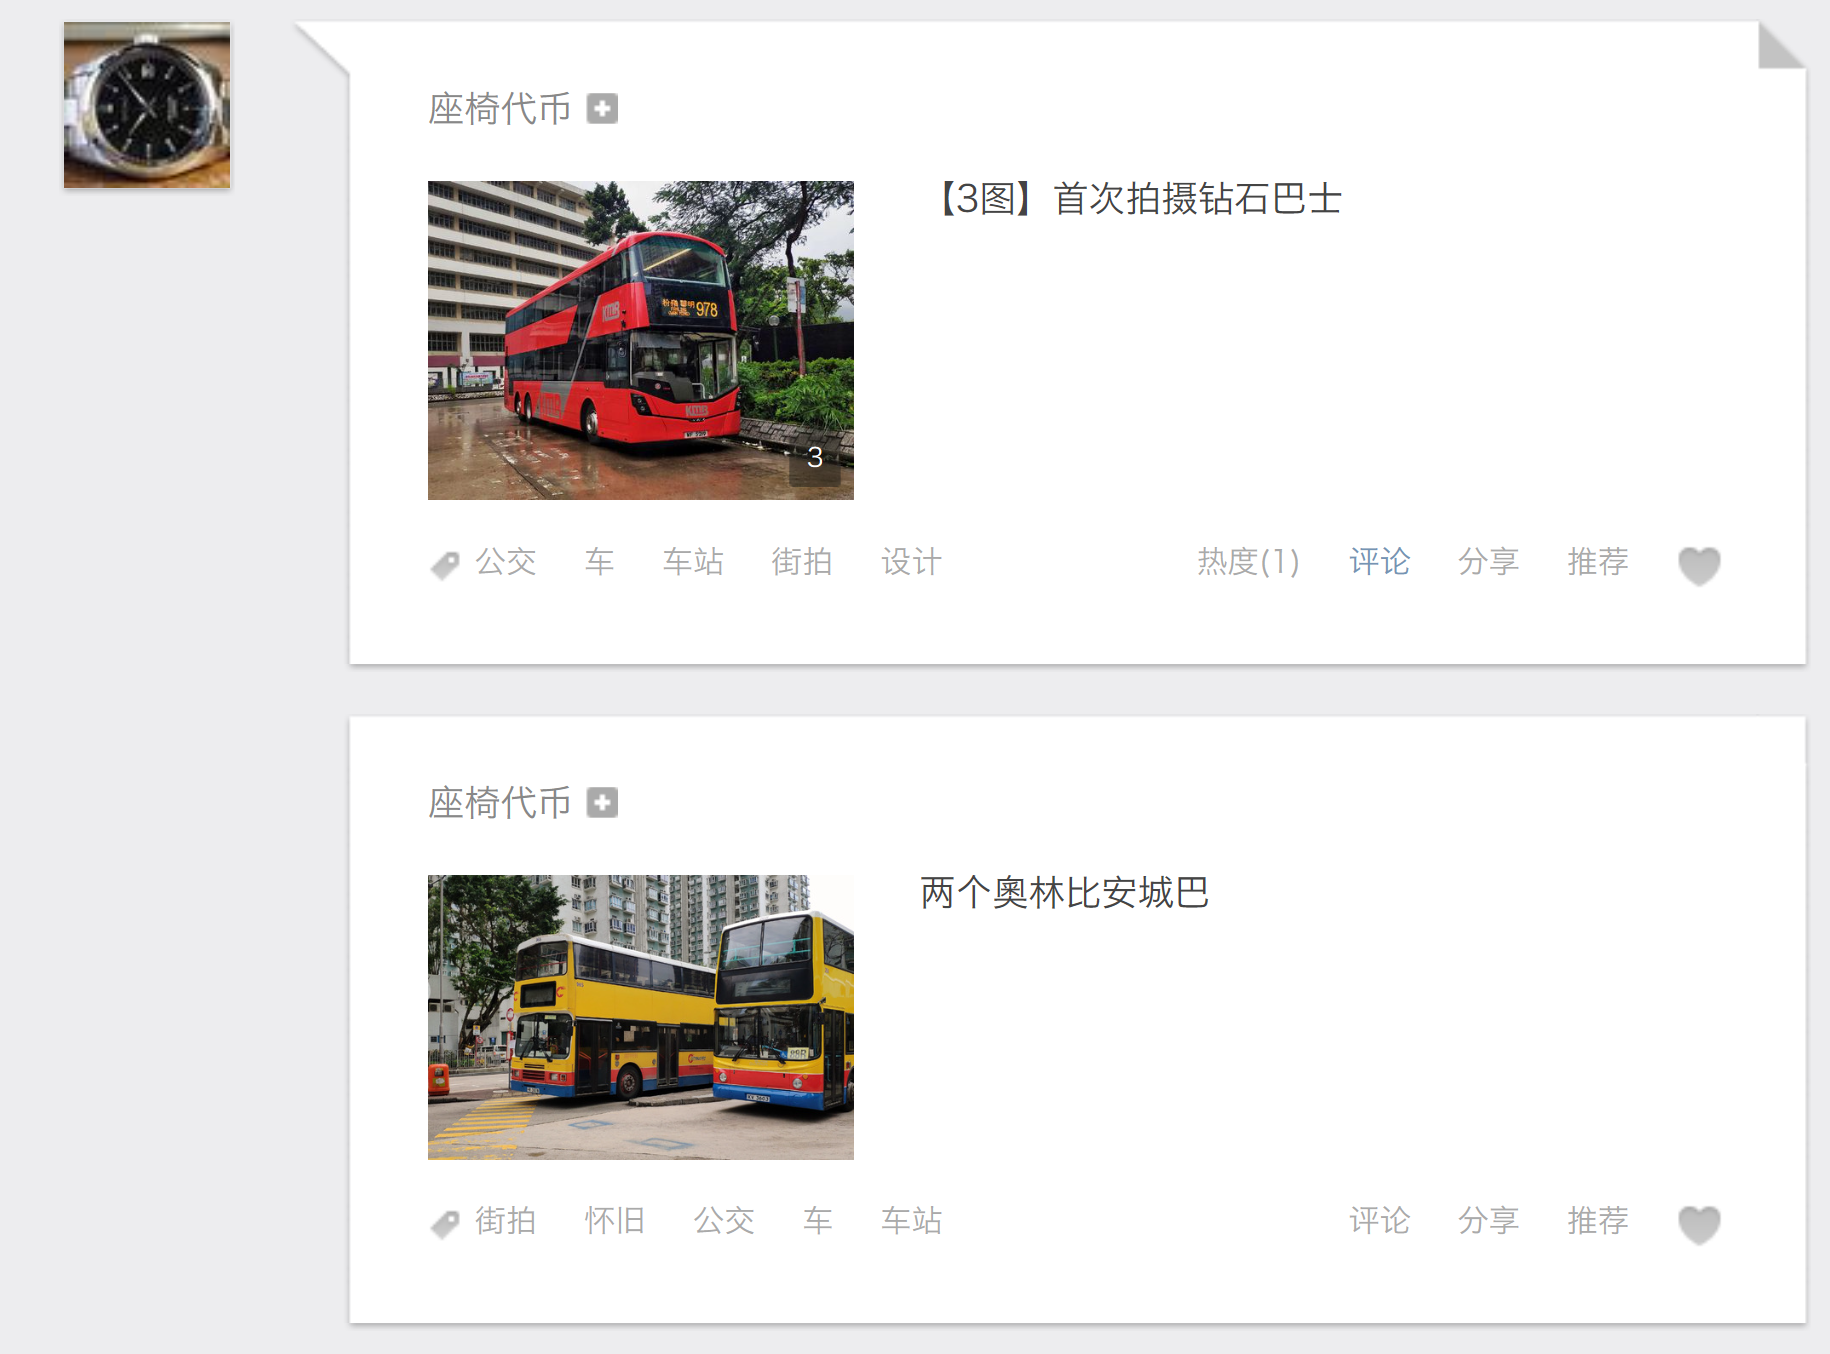 座椅代币
【3图】首次拍摄钻石巴士
KMB
978
3
公交 车 车站 街拍 设计
热度(1) 评论 分享 推荐
座椅代币
两个奥林比安城巴
街拍 怀旧 公交 车 车站
评论 分享 推荐